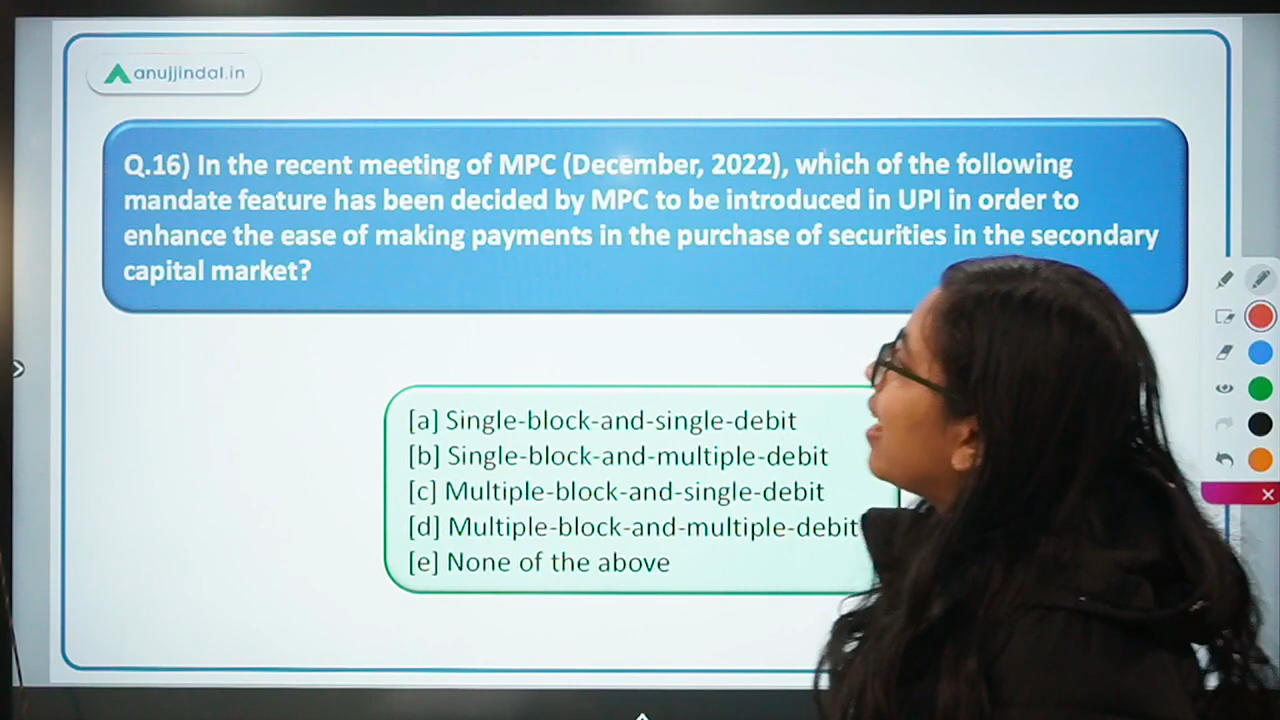 anujjindal.in
Q.16) In the recent meeting of MPC (December, 2022), which of the following
mandate feature has been decided by MPC to be introduced in UPI in order to
enhance the ease of making payments in the purchase of securities in the secondary
capital market?
[a] Single-block-and-single-debit
[b] Single-block-and-multiple-debit
[c] Multiple-block-and-single-debit
[d] Multiple-block-and-multiple-debit
[e] None of the above